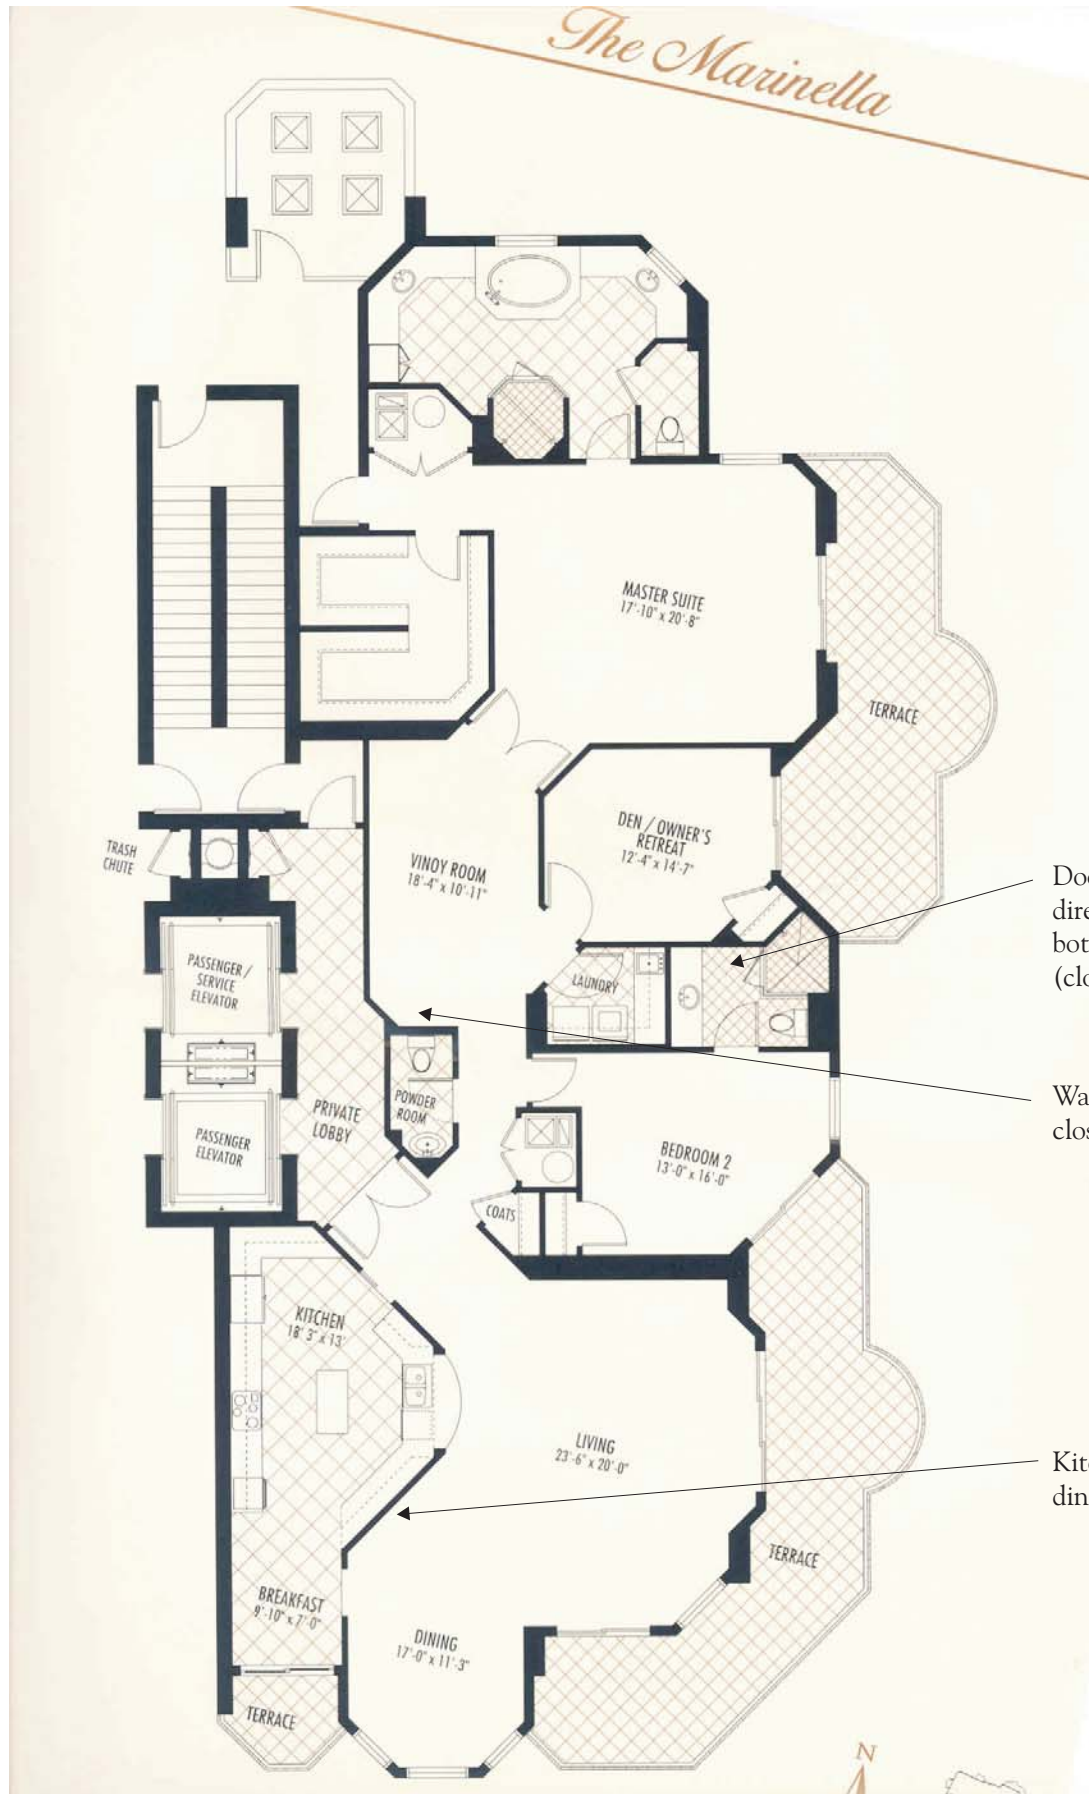 The Marinella
MASTER SUITE
17'-10" x 20'-8"
TERRACE
DEN / OWNER'S
RETREAT
12'-4" x 14'-7"
TRASH
CHUTE
VINOY ROOM
18'-4" x 10'-11"
PASSENGER /
SERVICE
ELEVATOR
LAUNDRY
POWDER
ROOM
PRIVATE
LOBBY
PASSENGER
ELEVATOR
BEDROOM 2
13'-0" x 16'-0"
COATS
KITCHEN
18' 3" x 13'
LIVING
23'-6" x 20'-0"
BREAKFAST
9'-10" x 7'-0"
DINING
17'-0" x 11'-3"
TERRACE
TERRACE
N